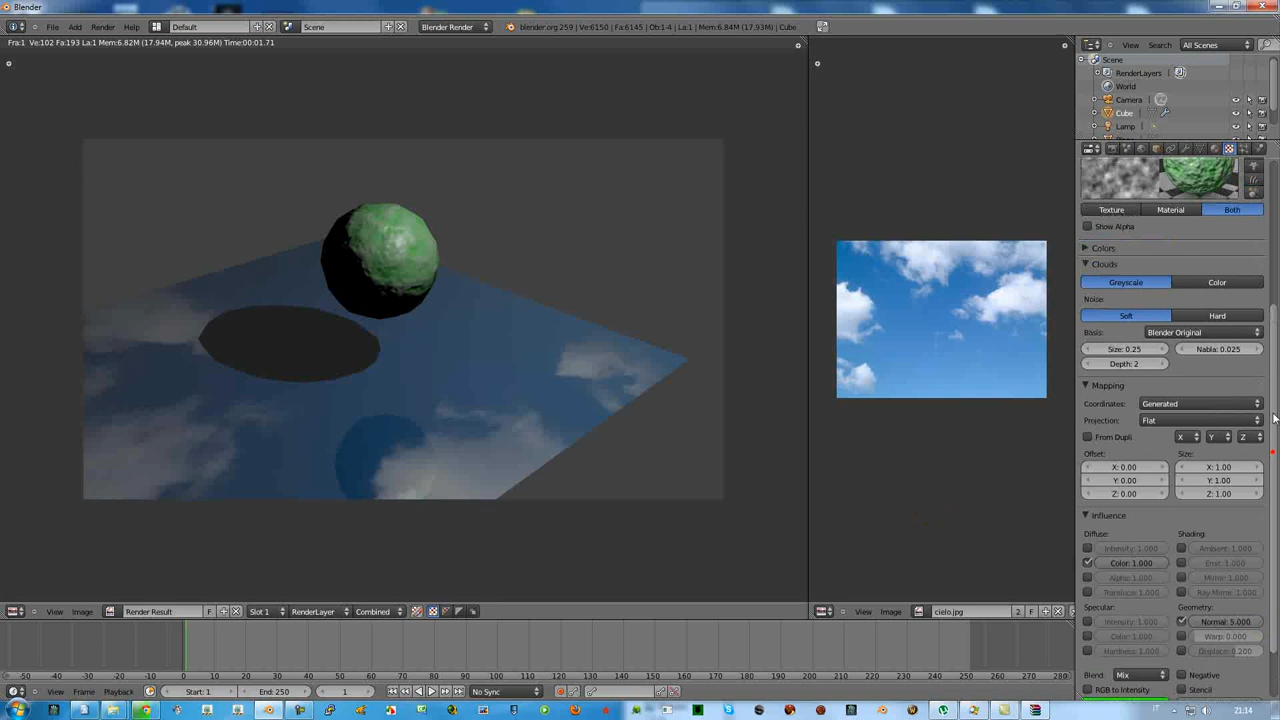 Blender
File Add Render Help Default Scene Blender Render blender.org 259 | Ve:6150 | Fa:6145 | Ob:1-4 | La:1 | Mem:6.84M (17.93M) | Cube
Fra:1 Ve:102 Fa:193 La:1 Mem:6.82M (17.94M, peak 30.96M) Time:00:01.71
View Search All Scenes
Scene
RenderLayers
World
Camera
Cube
Lamp
Texture Material Both
Show Alpha
Colors
Clouds
Greyscale Color
Noise:
Soft Hard
Basis: Blender Original
Size: 0.25 Nabla: 0.025
Depth: 2
Mapping
Coordinates: Generated
Projection: Flat
From Dupli X Y Z
Offset: Size:
X: 0.00 X: 1.00
Y: 0.00 Y: 1.00
Z: 0.00 Z: 1.00
Influence
Diffuse: Shading:
Intensity: 1.000 Ambient: 1.000
Color: 1.000 Emit: 1.000
Alpha: 1.000 Mirror: 1.000
Translucc: 1.000 Ray Mirror: 1.000
Specular: Geometry:
Intensity: 1.000 Normal: 5.000
Color: 1.000 Warp: 0.000
Hardness: 1.000 Displace: 0.200
Blend: Mix Negative
RGB to Intensity Stencil
View Image Render Result F Slot 1 RenderLayer Combined View Image cielo.jpg 2 F
-50 -40 -30 -20 -10 0 10 20 30 40 50 60 70 80 90 100 110 120 130 140 150 160 170 180 190 200 210 220 230 240 250 260 270 280
View Frame Playback Start: 1 End: 250 1 No Sync
IT 21:14